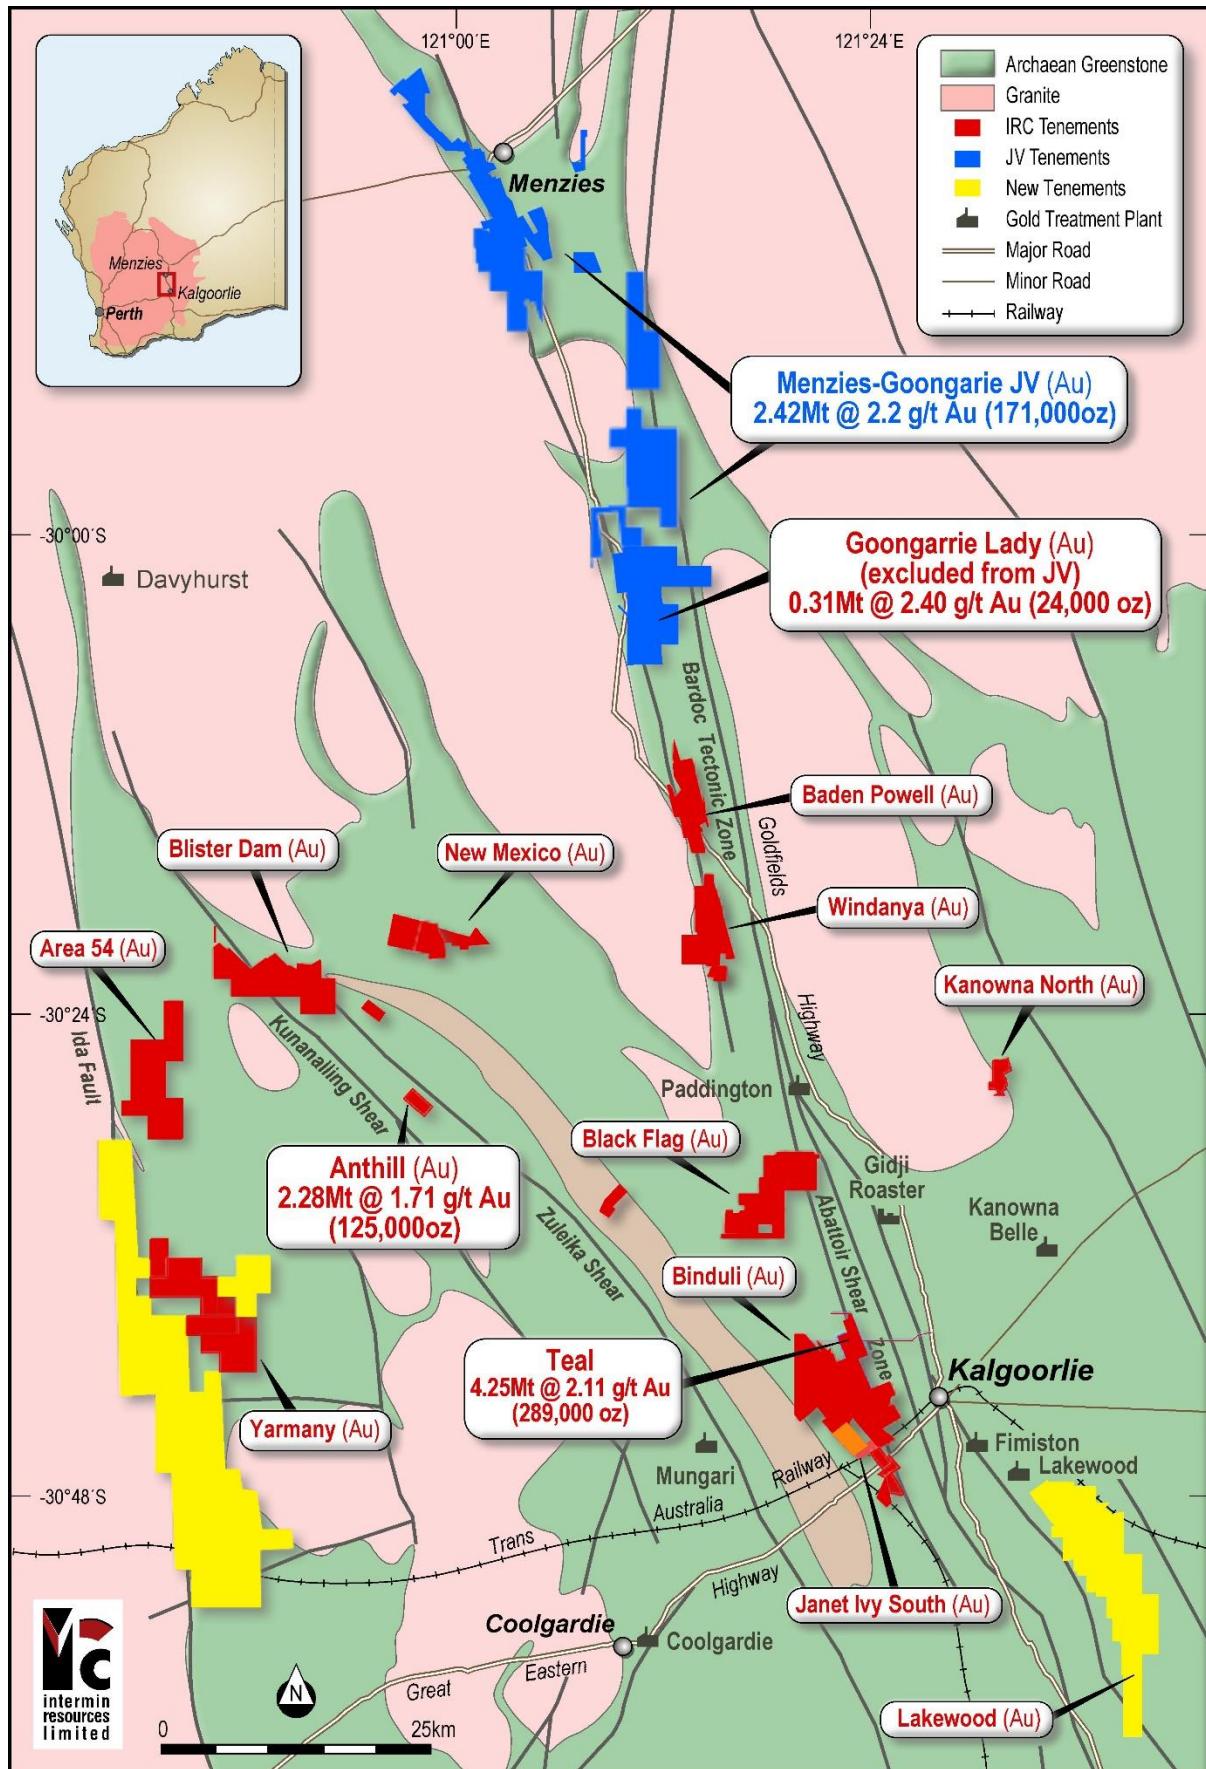 121°00´E
121°24´E
Menzies
Kalgoorlie
Perth
Archaean Greenstone
Granite
IRC Tenements
JV Tenements
New Tenements
Gold Treatment Plant
Major Road
Minor Road
Railway
Menzies
Menzies-Goongarie JV (Au)
2.42Mt @ 2.2 g/t Au (171,000oz)
-30°00´S
Davyhurst
Goongarrie Lady (Au)
(excluded from JV)
0.31Mt @ 2.40 g/t Au (24,000 oz)
Bardoc Tectonic Zone
Baden Powell (Au)
Goldfields
Highway
Blister Dam (Au)
New Mexico (Au)
Windanya (Au)
Area 54 (Au)
Kanowna North (Au)
-30°24´S
Ida Fault
Kunanalling Shear
Paddington
Black Flag (Au)
Anthill (Au)
2.28Mt @ 1.71 g/t Au
(125,000oz)
Zuleika Shear
Abattoir Shear
Zone
Gidji
Roaster
Kanowna
Belle
Binduli (Au)
Teal
4.25Mt @ 2.11 g/t Au
(289,000 oz)
Kalgoorlie
Yarmany (Au)
Mungari
Fimiston
Lakewood
-30°48´S
Trans
Australia
Railway
Highway
Janet Ivy South (Au)
Coolgardie
Coolgardie
Great
Eastern
Lakewood (Au)
intermin
resources
limited
N
0
25km